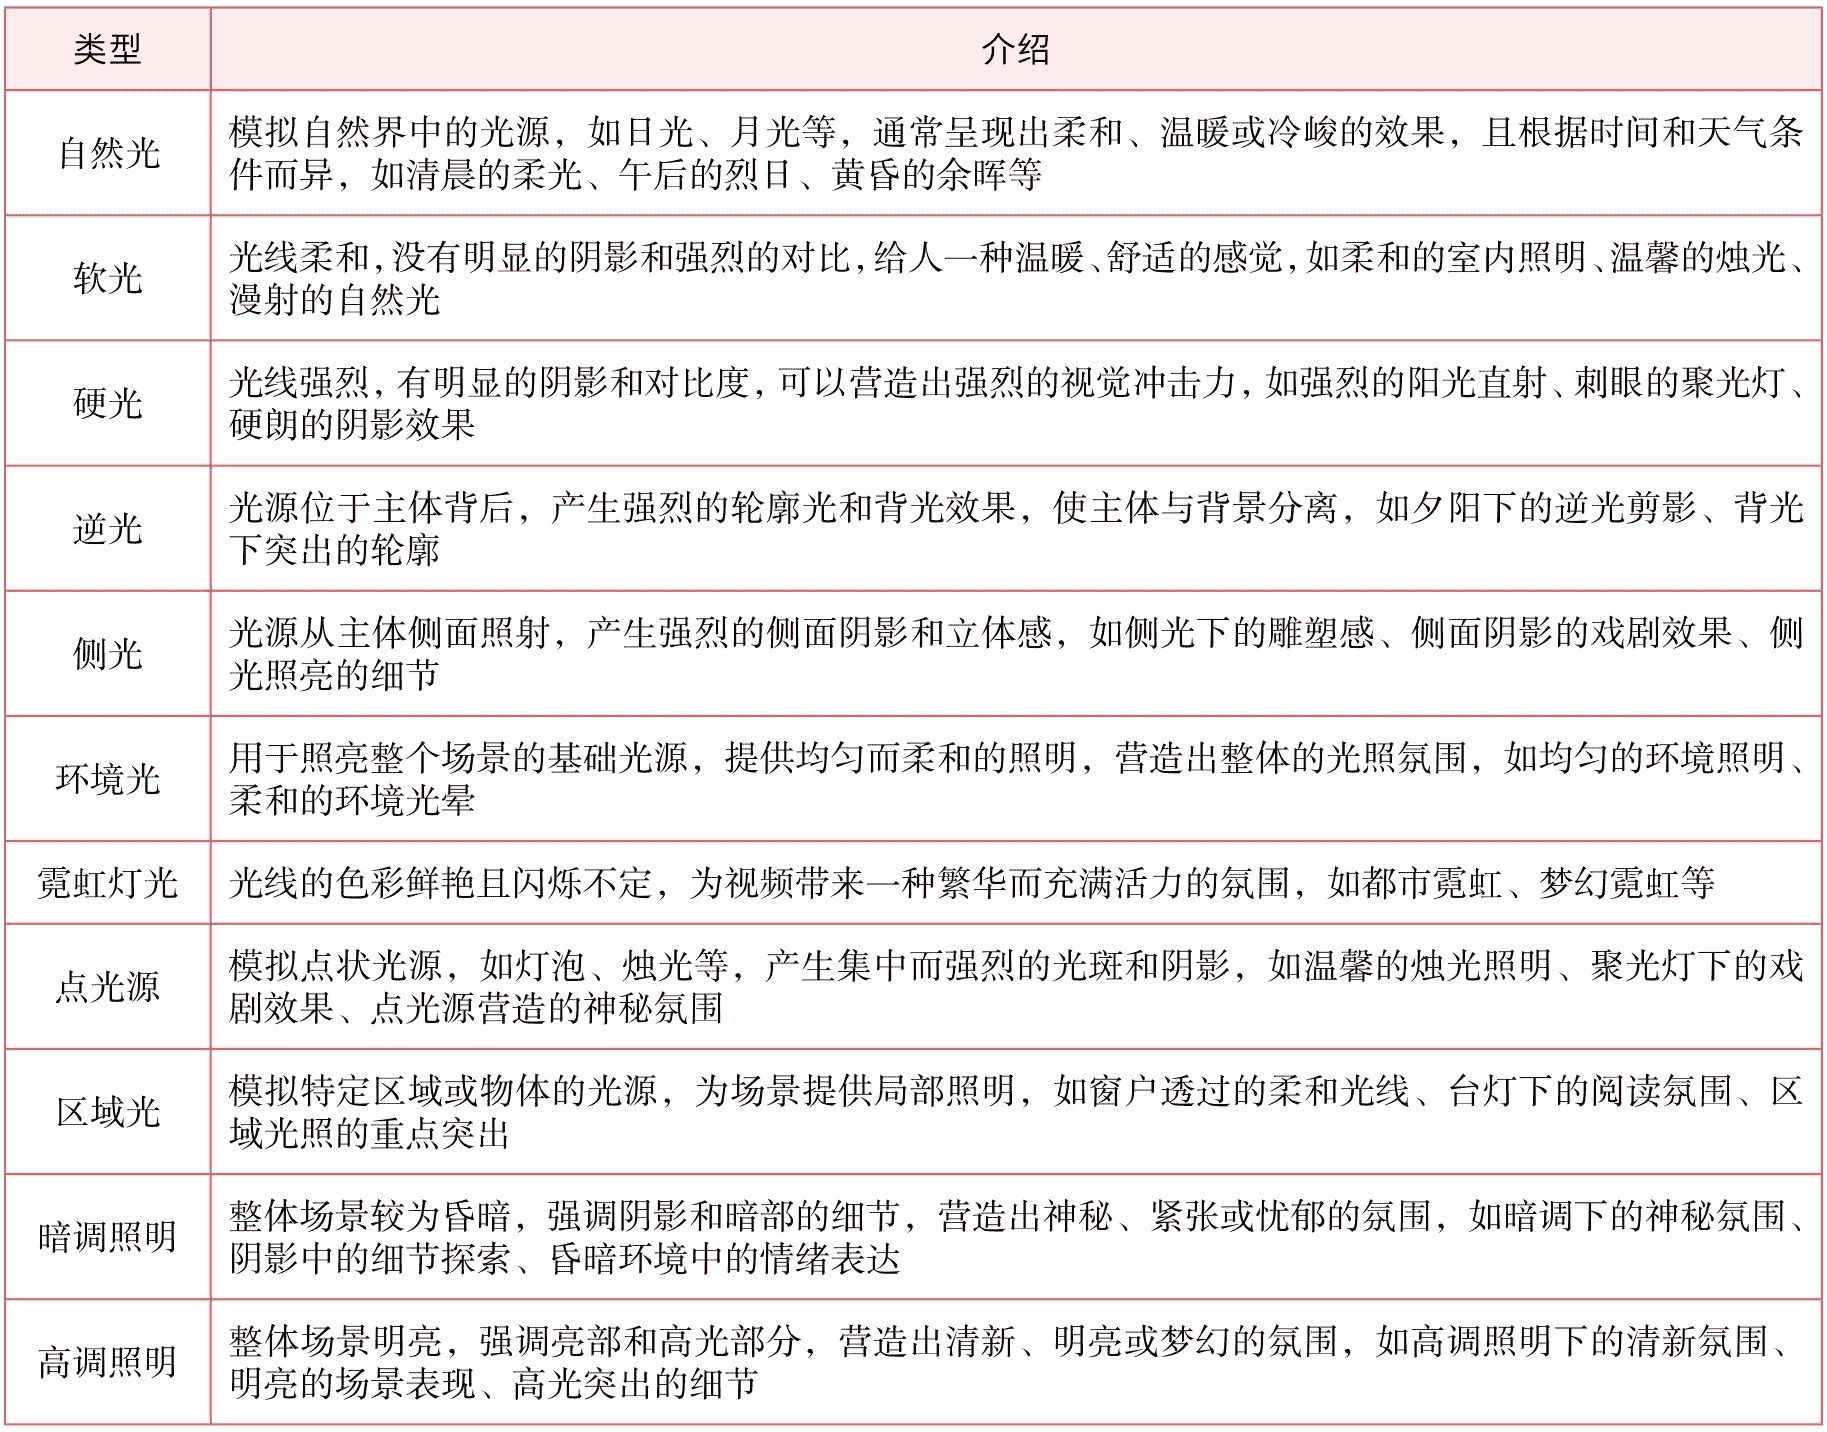 类型
介绍
自然光
模拟自然界中的光源，如日光、月光等，通常呈现出柔和、温暖或冷峻的效果，且根据时间和天气条
件而异，如清晨的柔光、午后的烈日、黄昏的余晖等
软光
光线柔和，没有明显的阴影和强烈的对比，给人一种温暖、舒适的感觉，如柔和的室内照明、温馨的烛光、
漫射的自然光
硬光
光线强烈，有明显的阴影和对比度，可以营造出强烈的视觉冲击力，如强烈的阳光直射、刺眼的聚光灯、
硬朗的阴影效果
逆光
光源位于主体背后，产生强烈的轮廓光和背光效果，使主体与背景分离，如夕阳下的逆光剪影、背光
下突出的轮廓
侧光
光源从主体侧面照射，产生强烈的侧面阴影和立体感，如侧光下的雕塑感、侧面阴影的戏剧效果、侧
光照亮的细节
环境光
用于照亮整个场景的基础光源，提供均匀而柔和的照明，营造出整体的光照氛围，如均匀的环境照明、
柔和的环境光晕
霓虹灯光
光线的色彩鲜艳且闪烁不定，为视频带来一种繁华而充满活力的氛围，如都市霓虹、梦幻霓虹等
点光源
模拟点状光源，如灯泡、烛光等，产生集中而强烈的光斑和阴影，如温馨的烛光照明、聚光灯下的戏
剧效果、点光源营造的神秘氛围
区域光
模拟特定区域或物体的光源，为场景提供局部照明，如窗户透过的柔和光线、台灯下的阅读氛围、区
域光照的重点突出
暗调照明
整体场景较为昏暗，强调阴影和暗部的细节，营造出神秘、紧张或忧郁的氛围，如暗调下的神秘氛围、
阴影中的细节探索、昏暗环境中的情绪表达
高调照明
整体场景明亮，强调亮部和高光部分，营造出清新、明亮或梦幻的氛围，如高调照明下的清新氛围、
明亮的场景表现、高光突出的细节